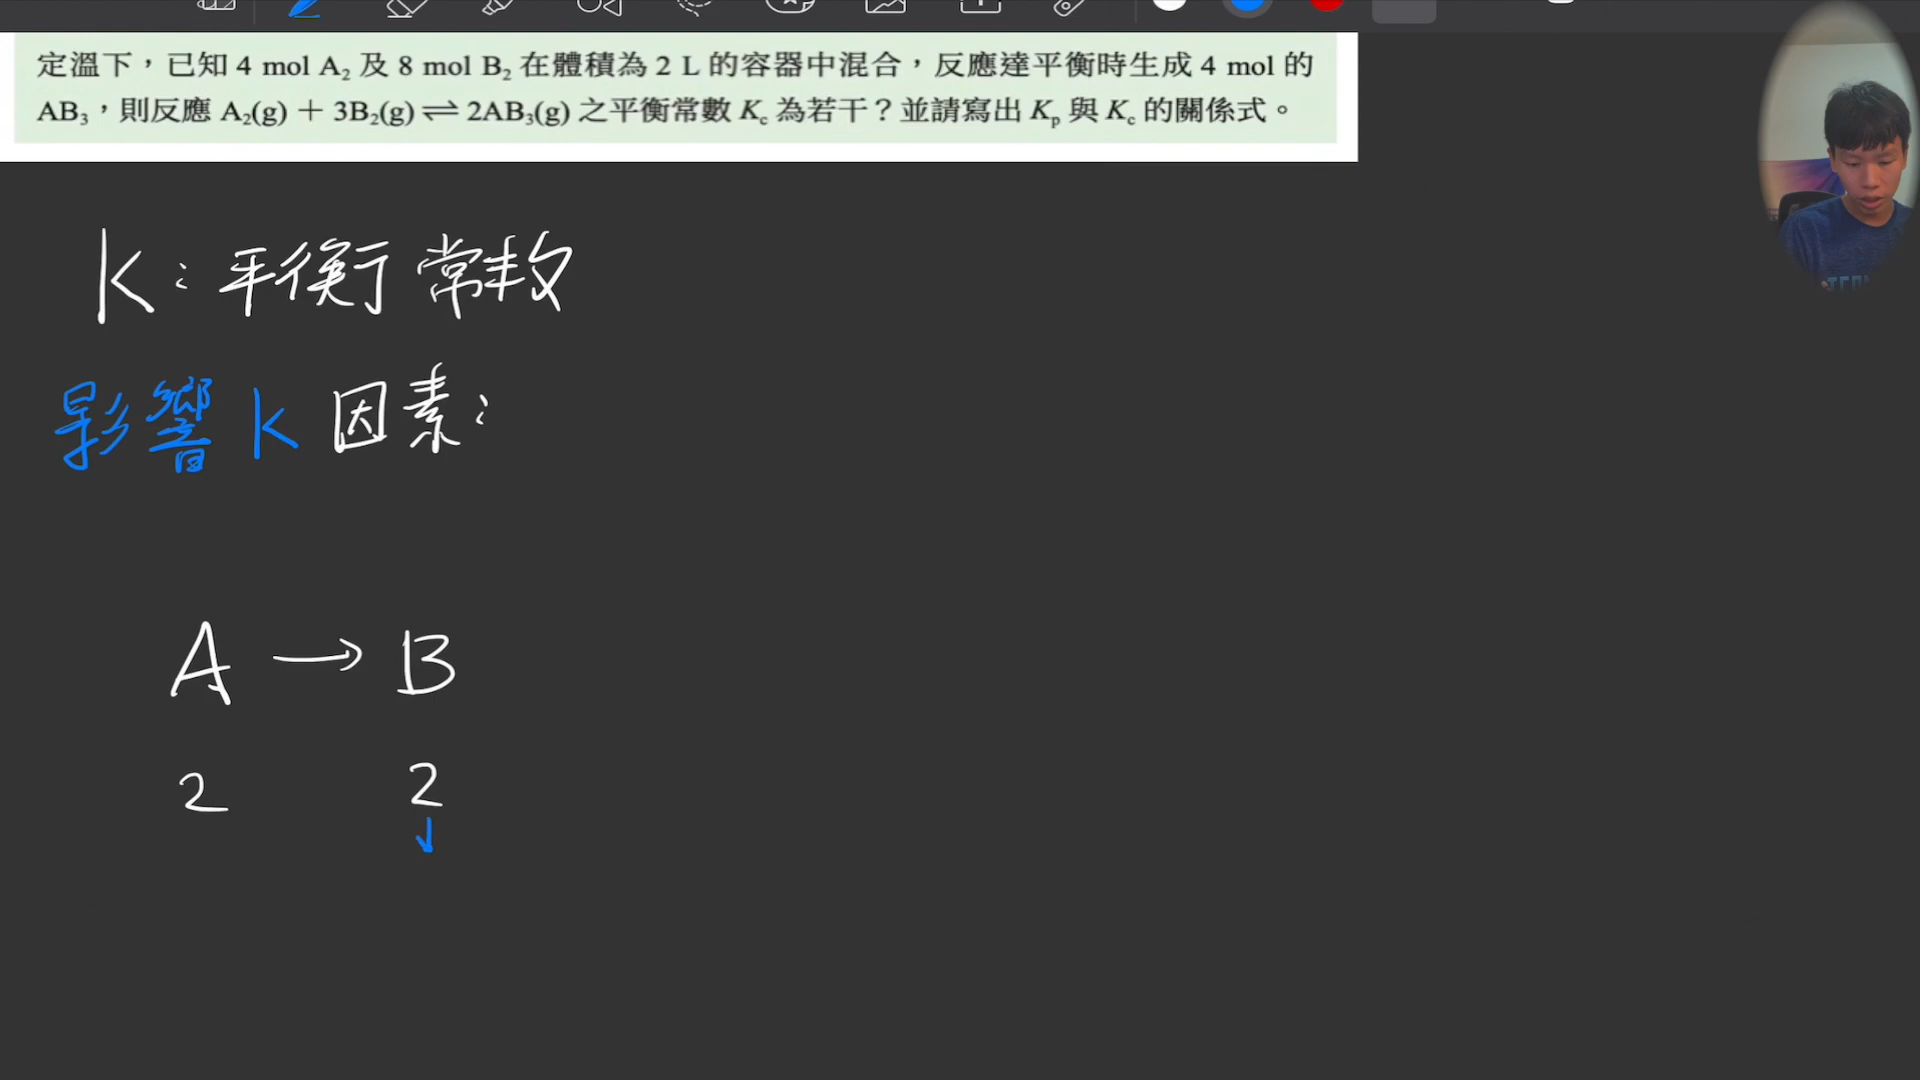 定溫下，已知 4 mol A₂ 及 8 mol B₂ 在體積為 2 L 的容器中混合，反應達平衡時生成 4 mol 的
AB₃，則反應 A₂(g) + 3B₂(g) ⇌ 2AB₃(g) 之平衡常數 Kc 為若干？並請寫出 Kp 與 Kc 的關係式。
K：平衡常数
影響 K 因素：
A → B
2 2
↓